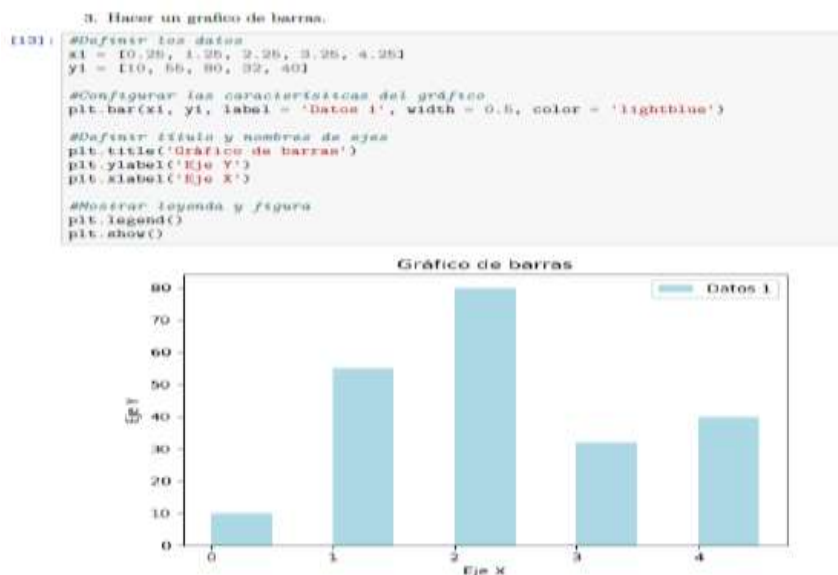 3. Hacer un grafico de barras.
[13]: #Definir los datos
x1 = [0.25, 1.25, 2.25, 3.25, 4.25]
y1 = [10, 55, 80, 32, 40]
#Configurar las características del gráfico
plt.bar(x1, y1, label = 'Datos 1', width = 0.5, color = 'lightblue')
#Definir título y nombres de ejes
plt.title('Gráfico de barras')
plt.ylabel('Eje Y')
plt.xlabel('Eje X')
#Mostrar leyenda y figura
plt.legend()
plt.show()
Gráfico de barras
Datos 1
80
70
60
50
40
30
20
10
0
Eje Y
0 1 2 3 4
Eje X